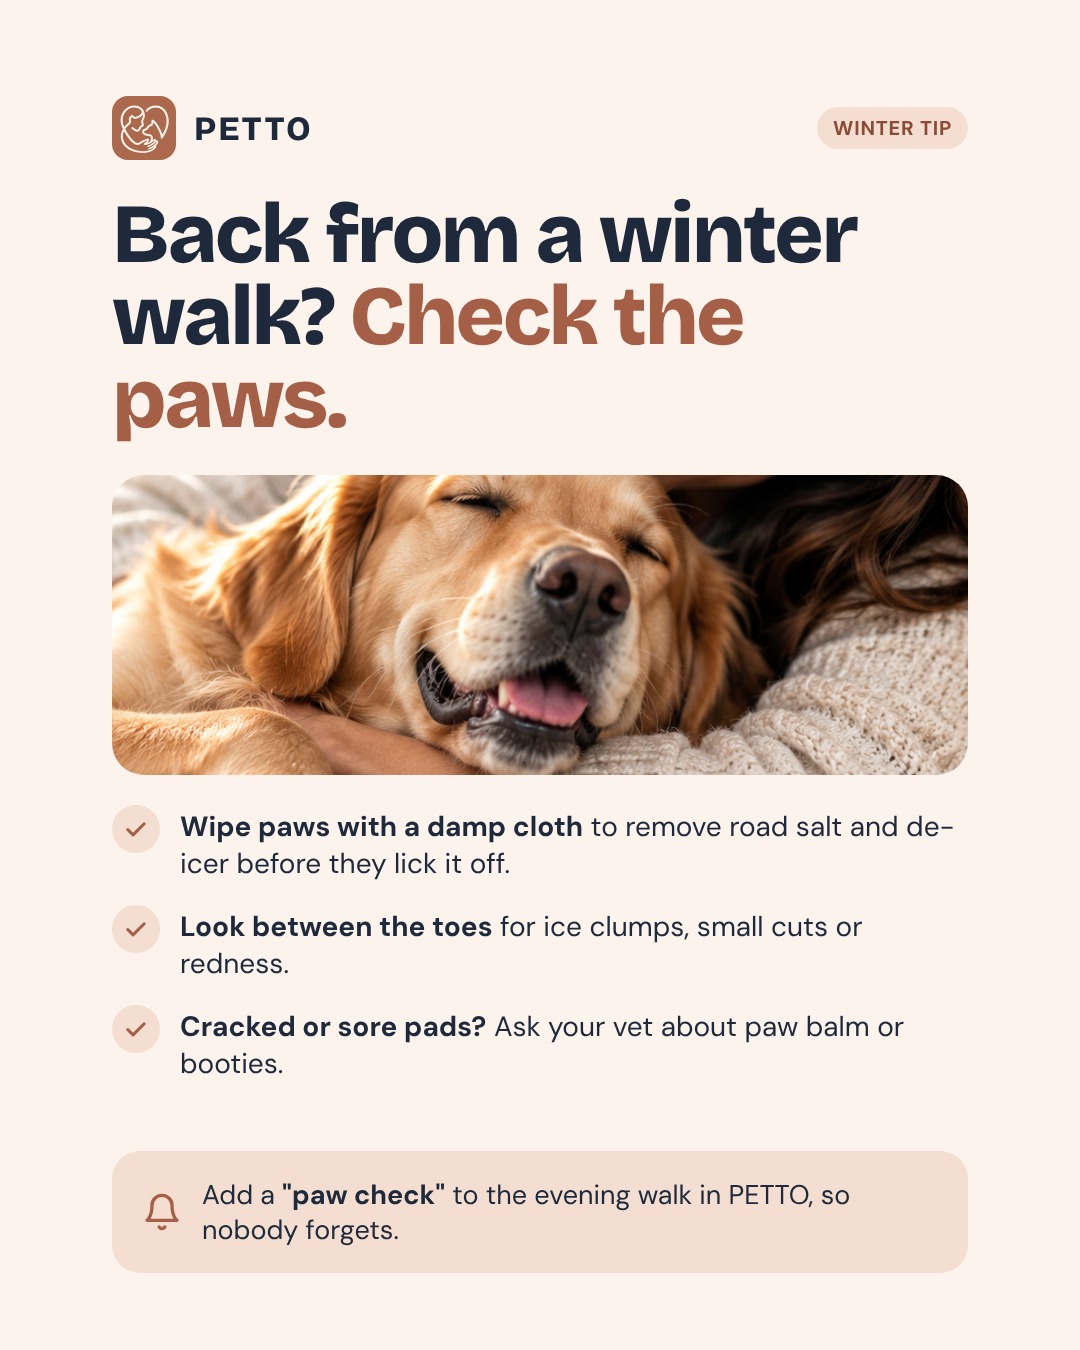 PETTO
WINTER TIP
Back from a winter
walk? Check the
paws.
Wipe paws with a damp cloth to remove road salt and de-
icer before they lick it off.
Look between the toes for ice clumps, small cuts or
redness.
Cracked or sore pads? Ask your vet about paw balm or
booties.
Add a "paw check" to the evening walk in PETTO, so
nobody forgets.